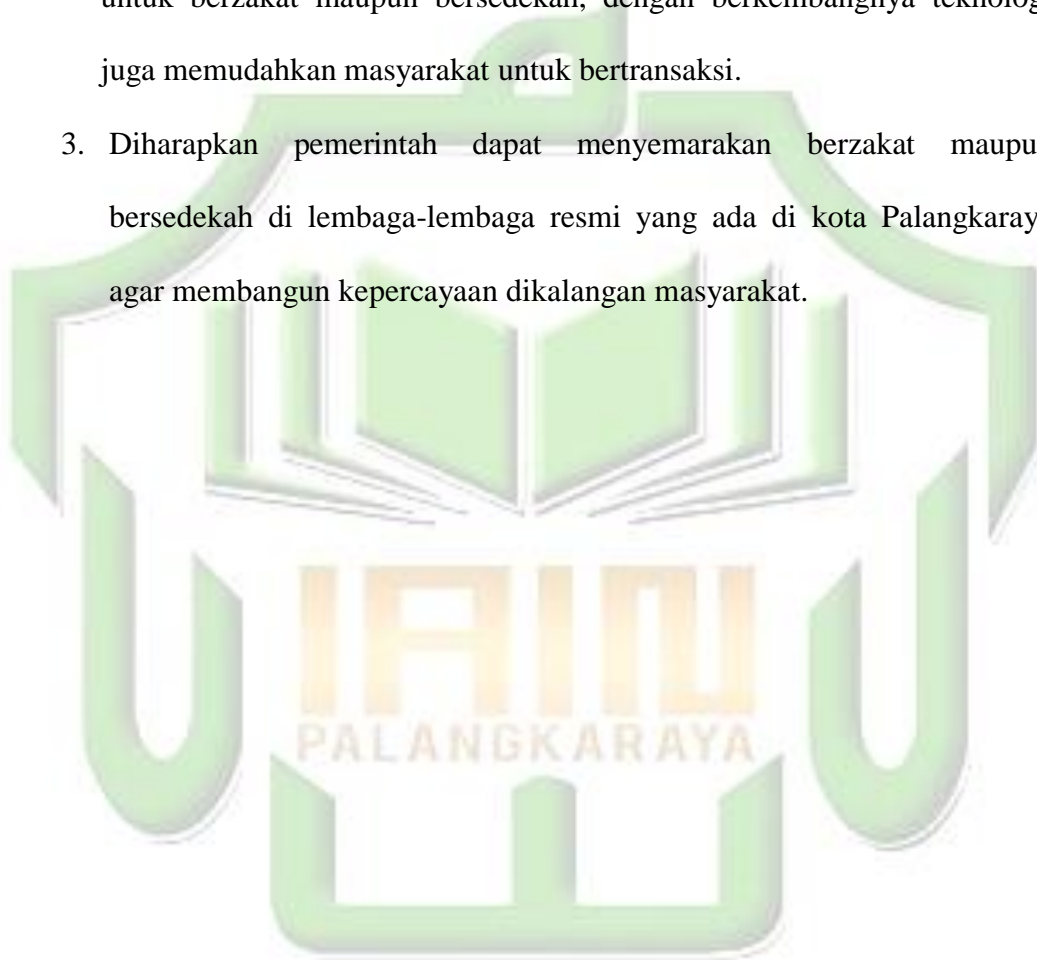 untuk berzakat maupun bersedekah, dengan berkembangnya teknolog
juga memudahkan masyarakat untuk bertransaksi.
3. Diharapkan pemerintah dapat menyemarakan berzakat maupu
bersedekah di lembaga-lembaga resmi yang ada di kota Palangkaray
agar membangun kepercayaan dikalangan masyarakat.
IAIN
PALANGKARAYA